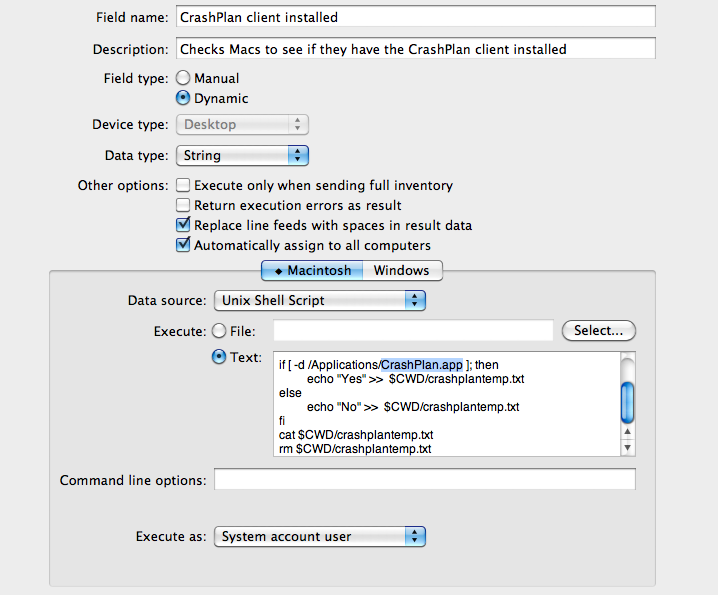 Field name: CrashPlan client installed
Description: Checks Macs to see if they have the CrashPlan client installed
Field type: Manual
Dynamic
Device type: Desktop
Data type: String
Other options: Execute only when sending full inventory
Return execution errors as result
Replace line feeds with spaces in result data
Automatically assign to all computers
Macintosh Windows
Data source: Unix Shell Script
Execute: File: Select...
Text: if [ -d /Applications/CrashPlan.app ]; then
echo "Yes" >> $CWD/crashplantemp.txt
else
echo "No" >> $CWD/crashplantemp.txt
fi
cat $CWD/crashplantemp.txt
rm $CWD/crashplantemp.txt
Command line options:
Execute as: System account user